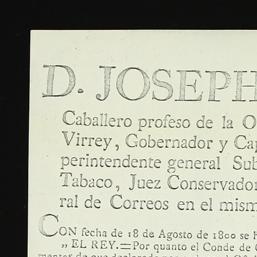 D. JOSEPH
Caballero profeso de la O
Virrey, Gobernador y Cap
perintendente general Sub
Tabaco, Juez Conservador
ral de Correos en el mism
CON fecha de 18 de Agosto de 1800 se h
„ EL REY.=Por quanto el Conde de C